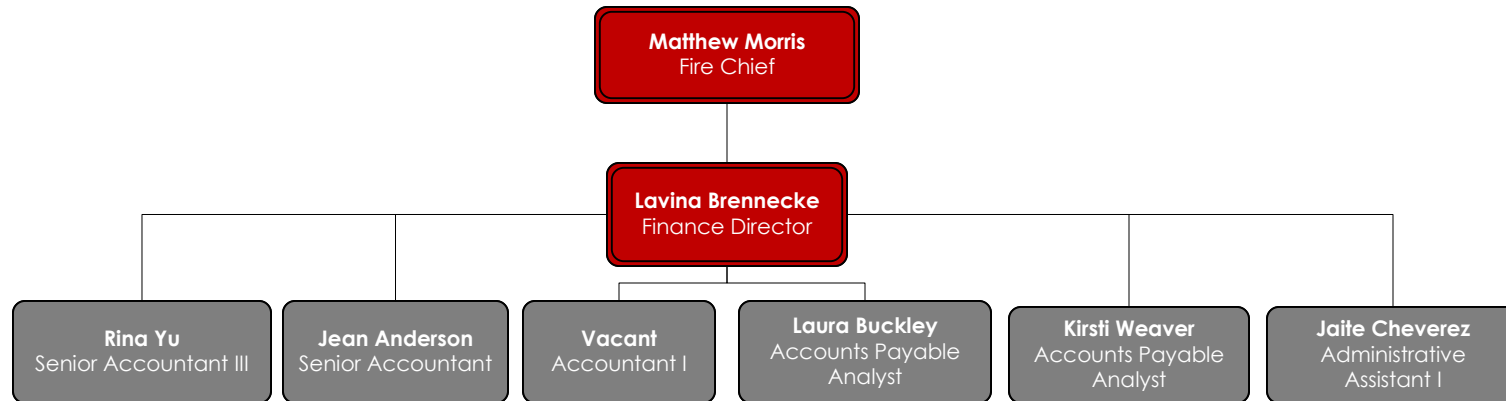 Matthew Morris
Fire Chief
Lavina Brennecke
Finance Director
Rina Yu
Senior Accountant III
Jean Anderson
Senior Accountant
Vacant
Accountant I
Laura Buckley
Accounts Payable
Analyst
Kirsti Weaver
Accounts Payable
Analyst
Jaite Cheverez
Administrative
Assistant I